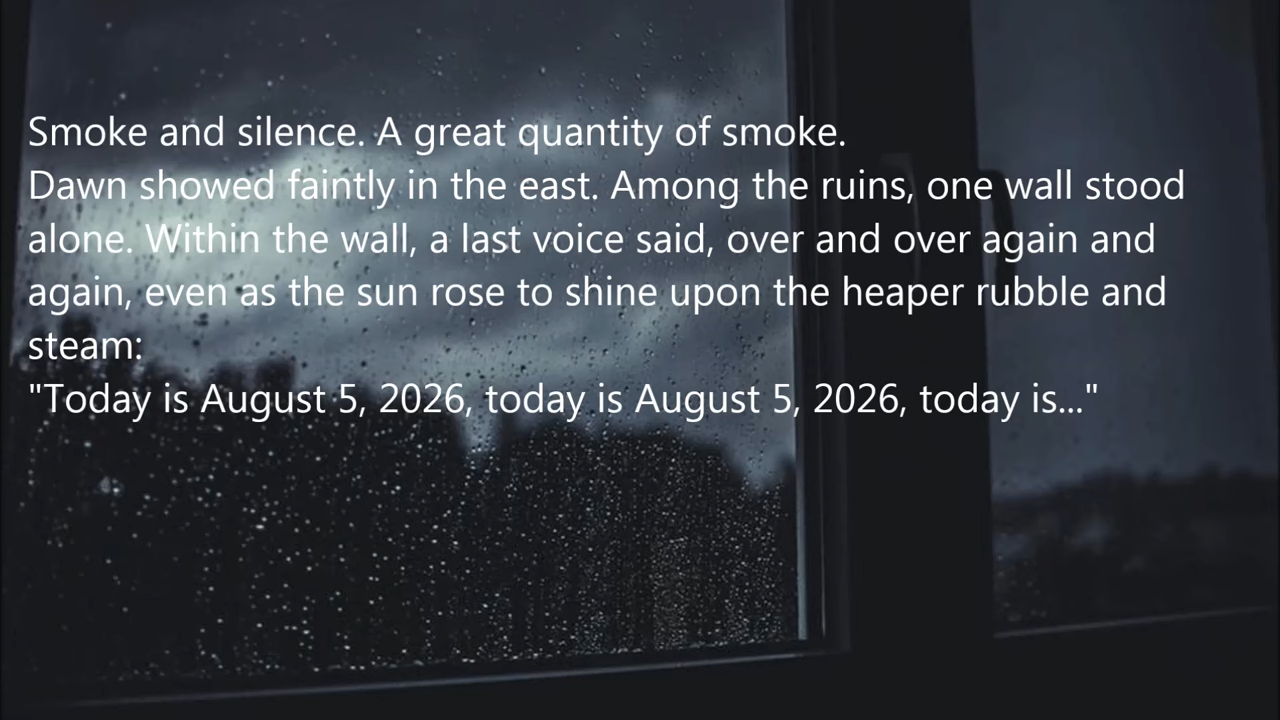 Smoke and silence. A great quantity of smoke.
Dawn showed faintly in the east. Among the ruins, one wall stood
alone. Within the wall, a last voice said, over and over again and
again, even as the sun rose to shine upon the heaper rubble and
steam:
"Today is August 5, 2026, today is August 5, 2026, today is..."